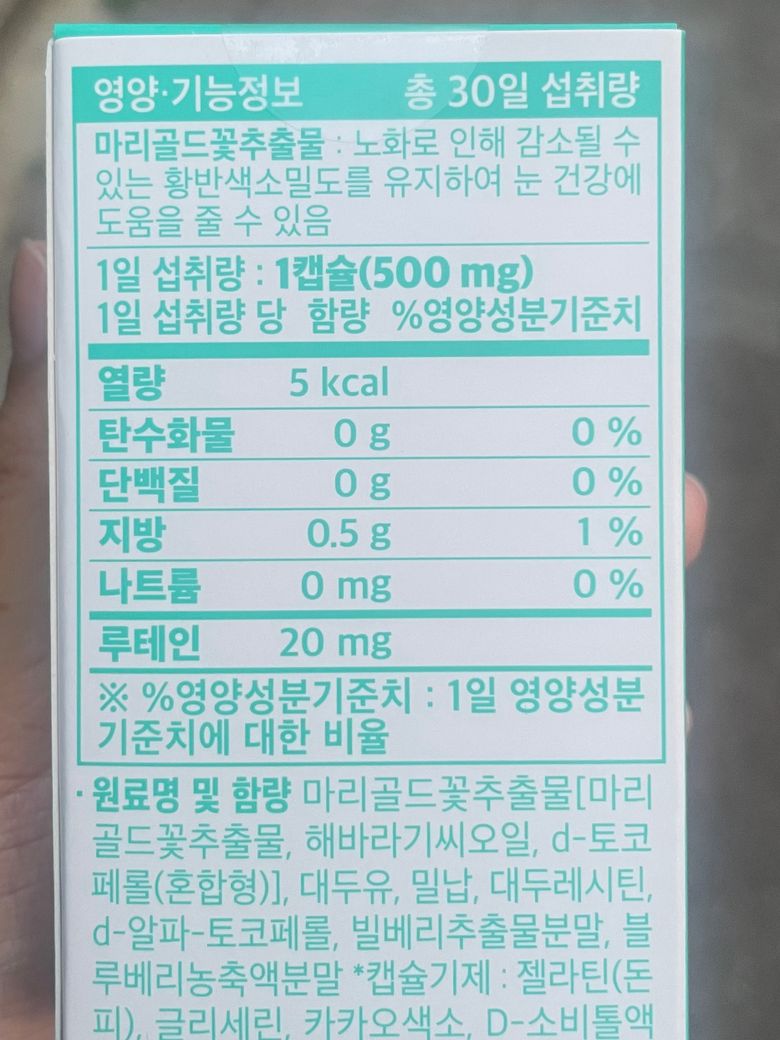 영양·기능정보 총 30일 섭취량
마리골드꽃추출물 : 노화로 인해 감소될 수
있는 황반색소밀도를 유지하여 눈 건강에
도움을 줄 수 있음
1일 섭취량 : 1캡슐(500 mg)
1일 섭취량 당 함량 %영양성분기준치
열량 5 kcal
탄수화물 0 g 0 %
단백질 0 g 0 %
지방 0.5 g 1 %
나트륨 0 mg 0 %
루테인 20 mg
※ %영양성분기준치 : 1일 영양성분
기준치에 대한 비율
· 원료명 및 함량 마리골드꽃추출물[마리
골드꽃추출물, 해바라기씨오일, d-토코
페롤(혼합형)], 대두유, 밀납, 대두레시틴,
d-알파-토코페롤, 빌베리추출물분말, 블
루베리농축액분말 *캡슐기제 : 젤라틴(돈
피), 글리세린, 카카오색소, D-소비톨액